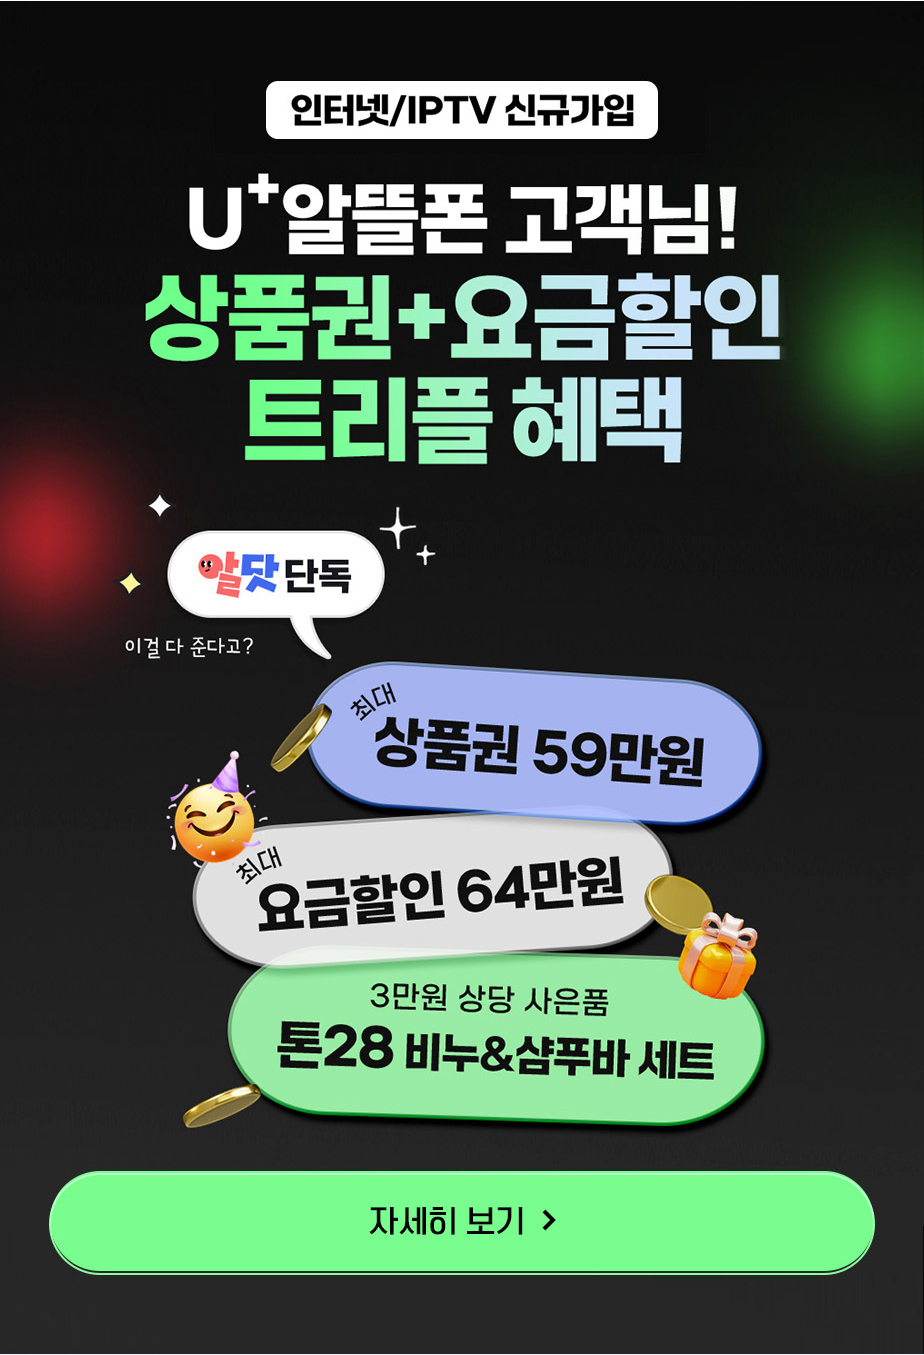 인터넷/IPTV 신규가입
U+알뜰폰 고객님!
상품권+요금할인
트리플 혜택
알닷 단독
이걸 다 준다고?
최대
상품권 59만원
최대
요금할인 64만원
3만원 상당 사은품
톤28 비누&샴푸바 세트
자세히 보기 >